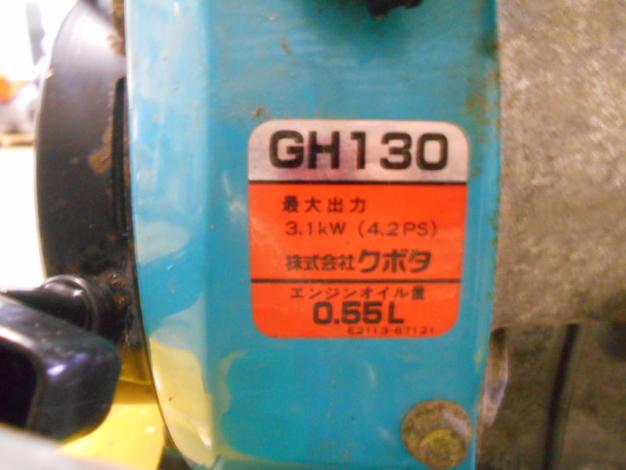 GH130
最大出力
3.1kW (4.2PS)
株式会社クボタ
エンジンオイル量
0.55L
E2113-87121